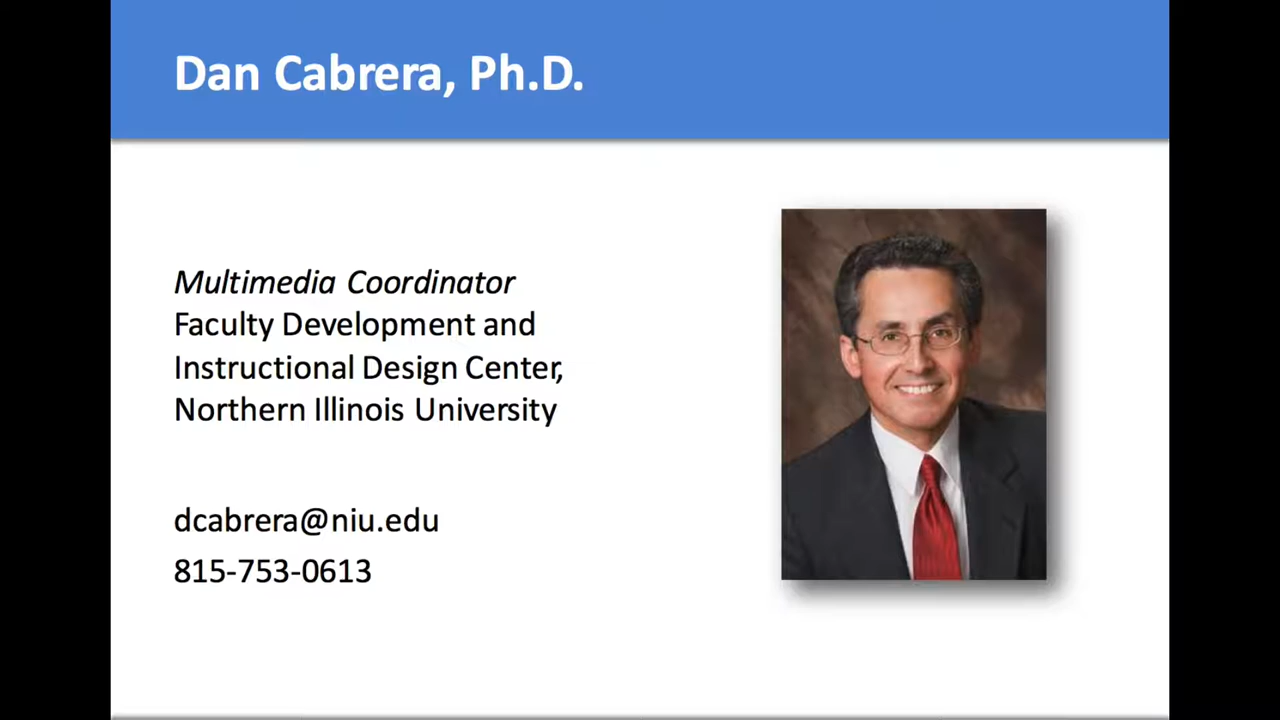 Dan Cabrera, Ph.D.
Multimedia Coordinator
Faculty Development and
Instructional Design Center,
Northern Illinois University
dcabrera@niu.edu
815-753-0613